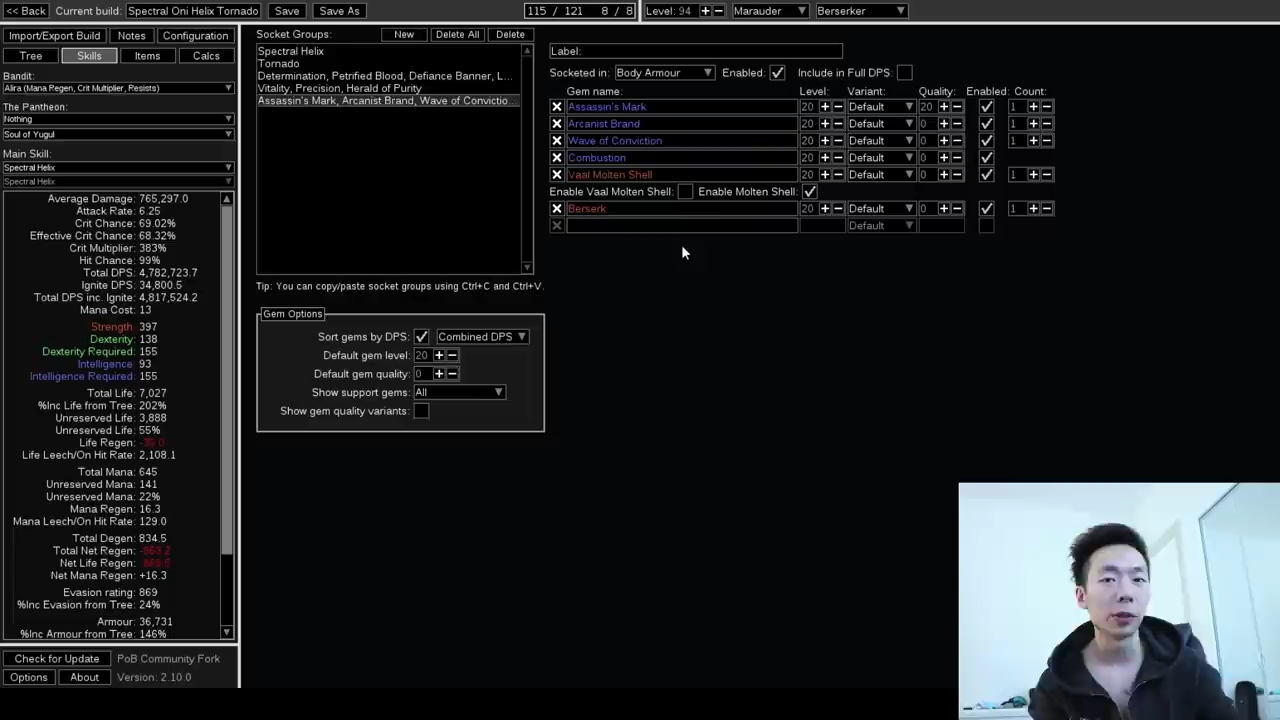 << Back Current build: Spectral Oni Helix Tornado Save Save As 115 / 121 8 / 8 Level: 94 + − Marauder Berserker
Import/Export Build Notes Configuration
Tree Skills Items Calcs
Bandit:
Alira (Mana Regen, Crit Multiplier, Resists)
The Pantheon:
Nothing
Soul of Yugul
Main Skill:
Spectral Helix
Spectral Helix
Average Damage: 765,297.0
Attack Rate: 6.25
Crit Chance: 69.02%
Effective Crit Chance: 68.32%
Crit Multiplier: 383%
Hit Chance: 99%
Total DPS: 4,782,723.7
Ignite DPS: 34,800.5
Total DPS inc. Ignite: 4,817,524.2
Mana Cost: 13
Strength: 397
Dexterity: 138
Dexterity Required: 155
Intelligence: 93
Intelligence Required: 155
Total Life: 7,027
%Inc Life from Tree: 202%
Unreserved Life: 3,888
Unreserved Life: 55%
Life Regen:
Life Leech/On Hit Rate: 2,108.1
Total Mana: 645
Unreserved Mana: 141
Unreserved Mana: 22%
Mana Regen: 16.3
Mana Leech/On Hit Rate: 129.0
Total Degen: 834.5
Total Net Regen:
Net Life Regen:
Net Mana Regen: +16.3
Evasion rating: 869
%Inc Evasion from Tree: 24%
Armour: 36,731
%Inc Armour from Tree: 146%
Check for Update PoB Community Fork
Options About Version: 2.10.0
Socket Groups: New Delete All Delete
Spectral Helix
Tornado
Determination, Petrified Blood, Defiance Banner, L...
Vitality, Precision, Herald of Purity
Assassin's Mark, Arcanist Brand, Wave of Convictio...
Tip: You can copy/paste socket groups using Ctrl+C and Ctrl+V.
Gem Options
Sort gems by DPS: Combined DPS
Default gem level: 20 + −
Default gem quality: 0 + −
Show support gems: All
Show gem quality variants:
Label:
Socketed in: Body Armour Enabled: Include in Full DPS:
Gem name: Level: Variant: Quality: Enabled: Count:
Assassin's Mark 20 + − Default 20 + − 1 + −
Arcanist Brand 20 + − Default 0 + − 1 + −
Wave of Conviction 20 + − Default 0 + − 1 + −
Combustion 20 + − Default 0 + −
Vaal Molten Shell 20 + − Default 0 + − 1 + −
Enable Vaal Molten Shell: Enable Molten Shell:
Berserk 20 + − Default 0 + − 1 + −
Default